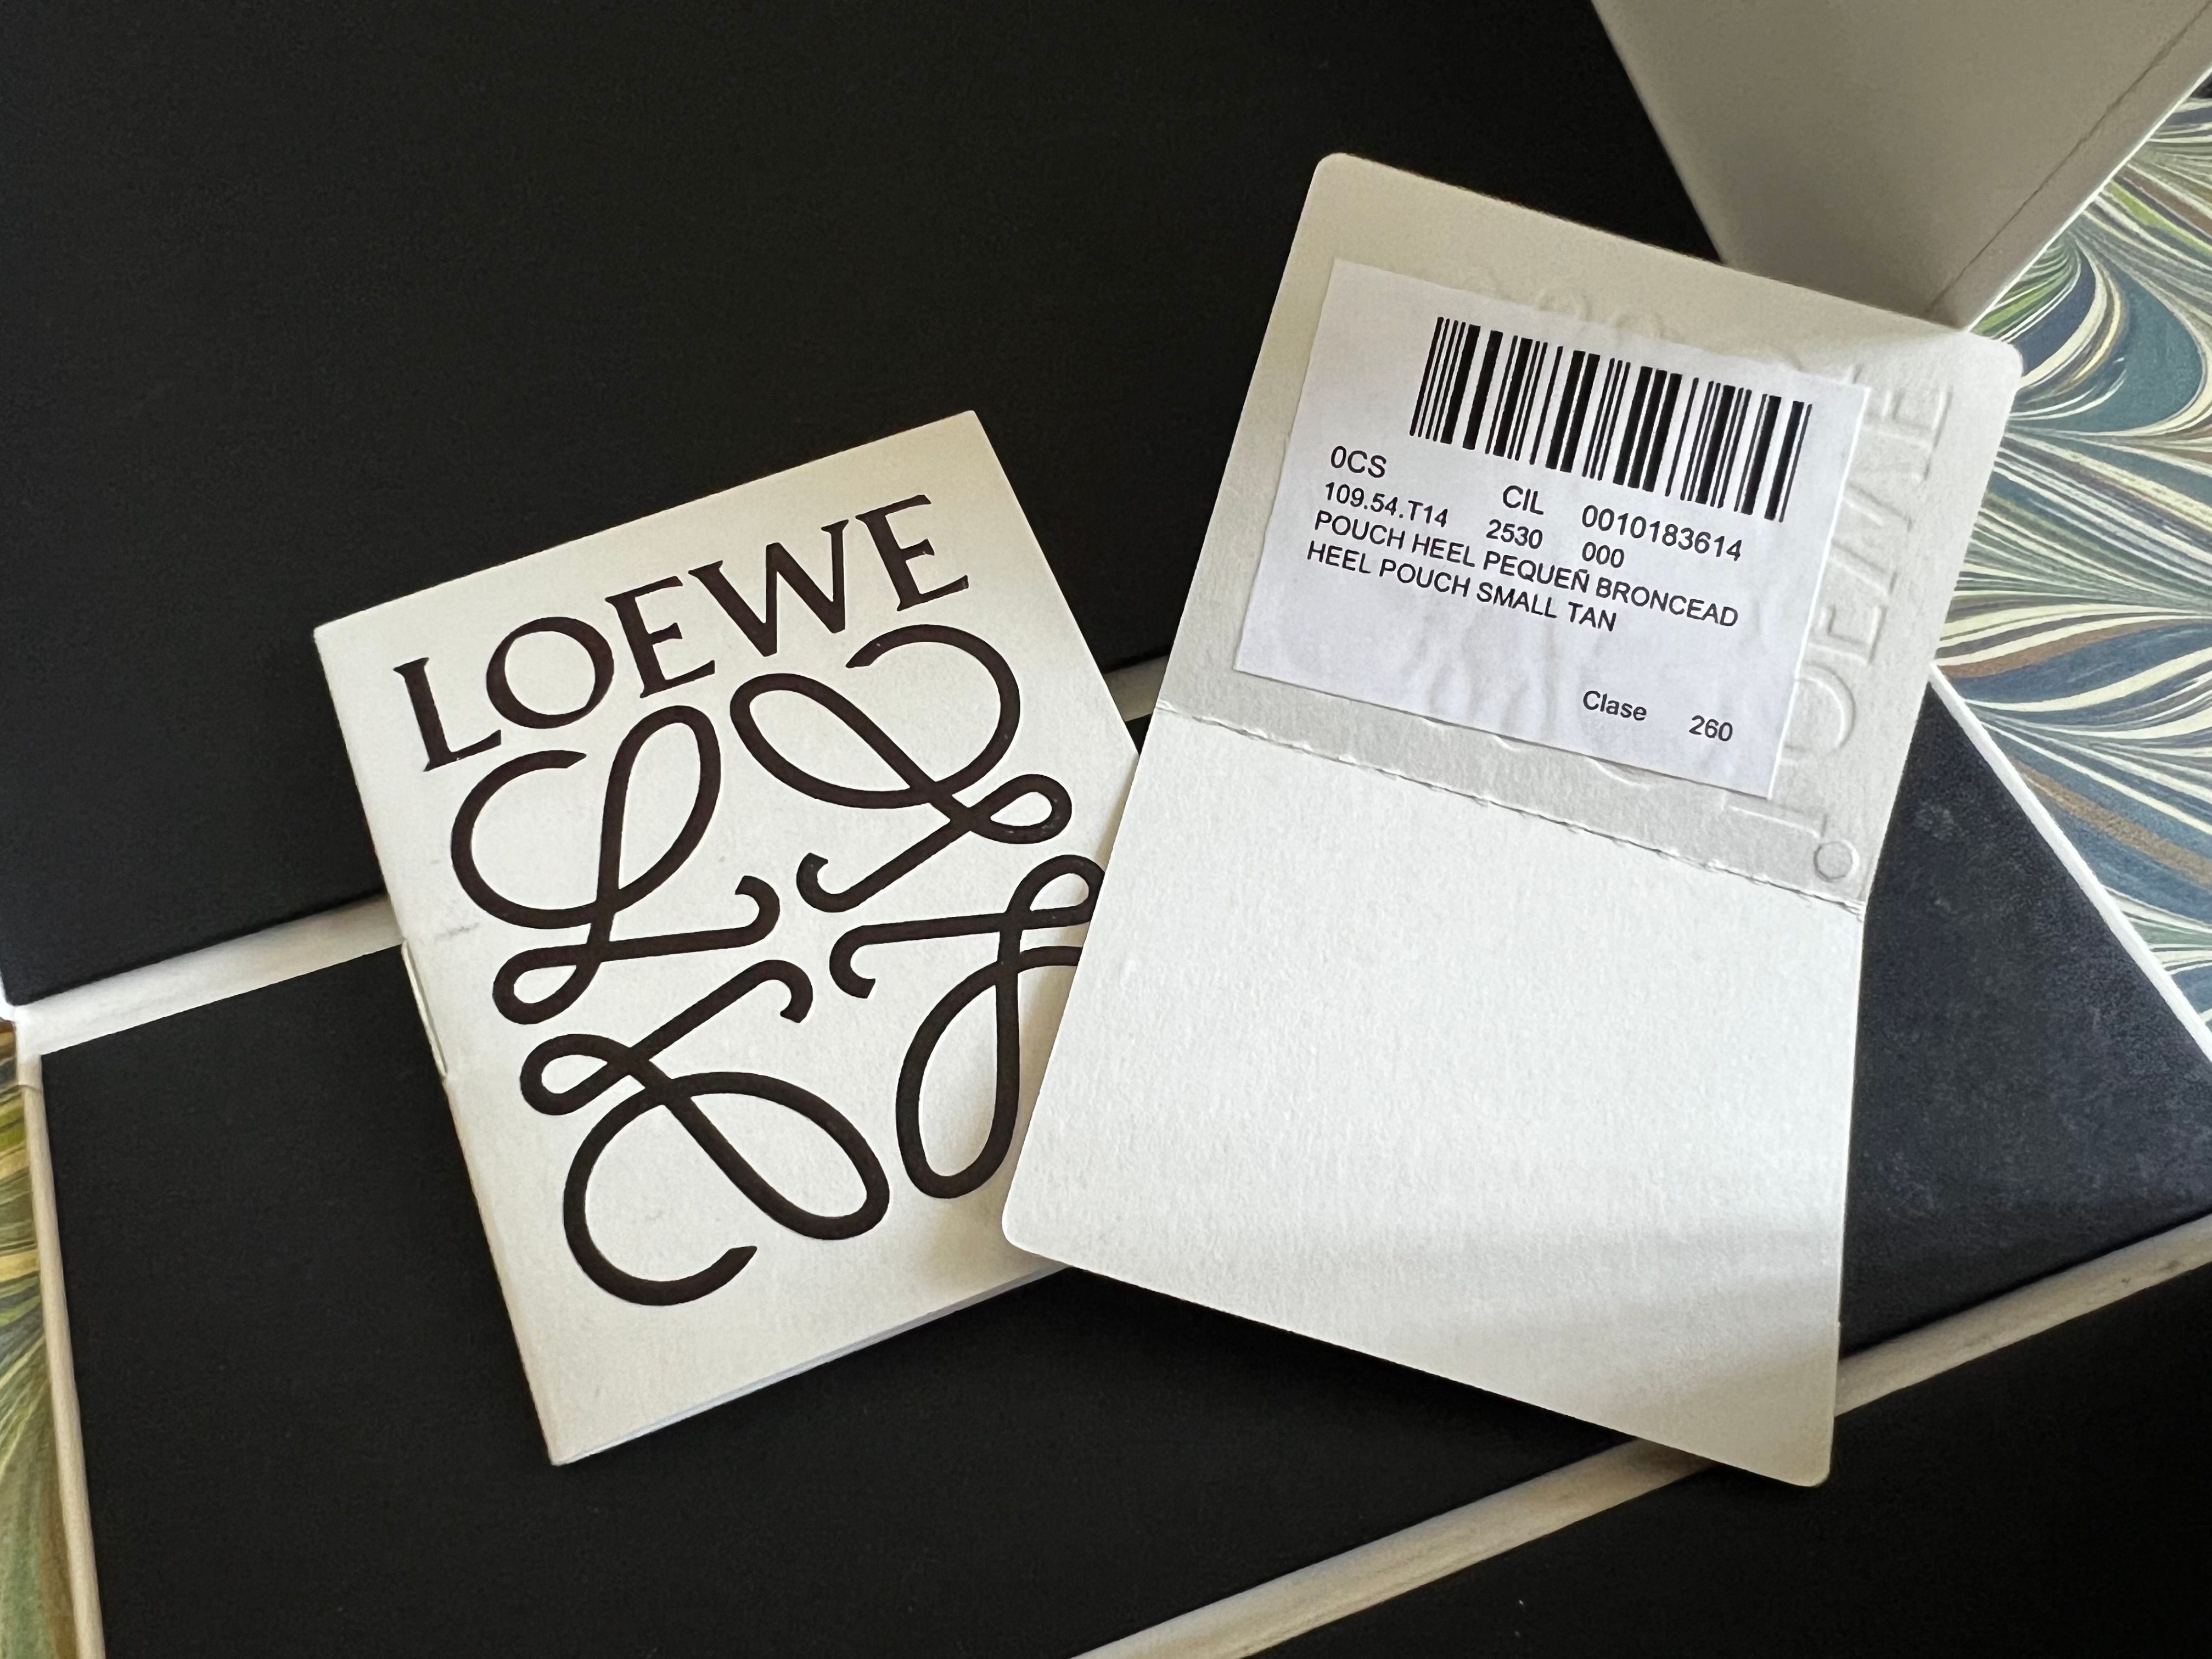 LOEWE
0CS CIL 0010183614
109.54.T14 2530 000
POUCH HEEL PEQUEÑ BRONCEAD
HEEL POUCH SMALL TAN
Clase 260
LOEWE